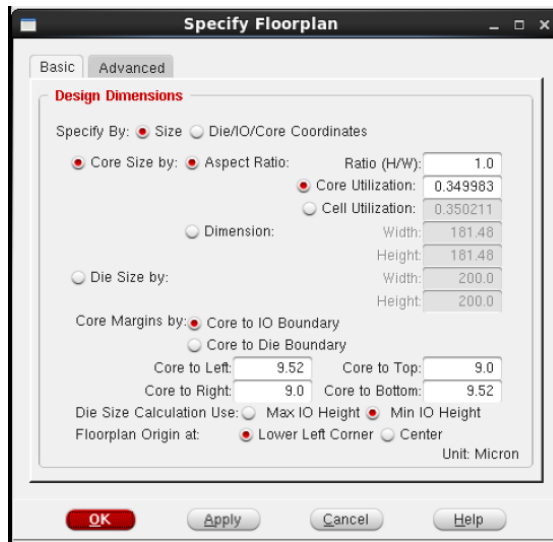 Specify Floorplan
Basic Advanced
Design Dimensions
Specify By: Size Die/IO/Core Coordinates
Core Size by: Aspect Ratio: Ratio (H/W): 1.0
Core Utilization: 0.349983
Cell Utilization: 0.350211
Dimension: Width: 181.48
Height: 181.48
Die Size by: Width: 200.0
Height: 200.0
Core Margins by: Core to IO Boundary
Core to Die Boundary
Core to Left: 9.52 Core to Top: 9.0
Core to Right: 9.0 Core to Bottom: 9.52
Die Size Calculation Use: Max IO Height Min IO Height
Floorplan Origin at: Lower Left Corner Center
Unit: Micron
OK Apply Cancel Help